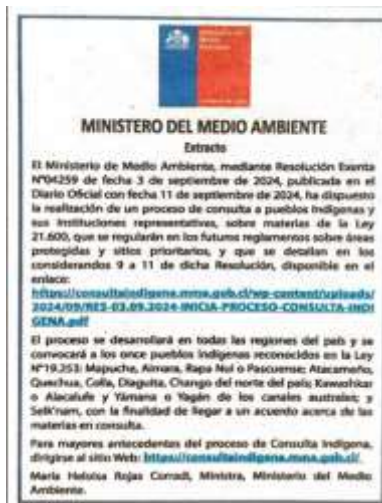 MINISTERO DEL MEDIO AMBIENTE
Extracto
El Ministerio de Medio Ambiente, mediante Resolución Exenta
N°04259 de fecha 3 de septiembre de 2024, publicada en el
Diario Oficial con fecha 11 de septiembre de 2024, ha dispuesto
la realización de un proceso de consulta a pueblos indígenas y
sus instituciones representativas, sobre materias de la Ley
21.600, que se regularán en los futuros reglamentos sobre áreas
protegidas y sitios prioritarios, y que se detallan en los
considerandos 9 a 11 de dicha Resolución, disponible en el
enlace:
https://consultaindigena.mma.gob.cl/wp-content/uploads/
2024/09/RES-03.09.2024-INICIA-PROCESO-CONSULTA-INDI
GENA.pdf
El proceso se desarrollará en todas las regiones del país y se
convocará a los once pueblos indígenas reconocidos en la Ley
N°19.253: Mapuche, Aimara, Rapa Nui o Pascuense; Atacameño,
Quechua, Colla, Diaguita, Chango del norte del país; Kawashkar
o Alacalufe y Yámana o Yagán de los canales australes; y
Selk'nam, con la finalidad de llegar a un acuerdo acerca de las
materias en consulta.
Para mayores antecedentes del proceso de Consulta Indígena,
dirigirse al sitio Web: https://consultaindigena.mma.gob.cl/
María Heloísa Rojas Corradi, Ministra, Ministerio del Medio
Ambiente.